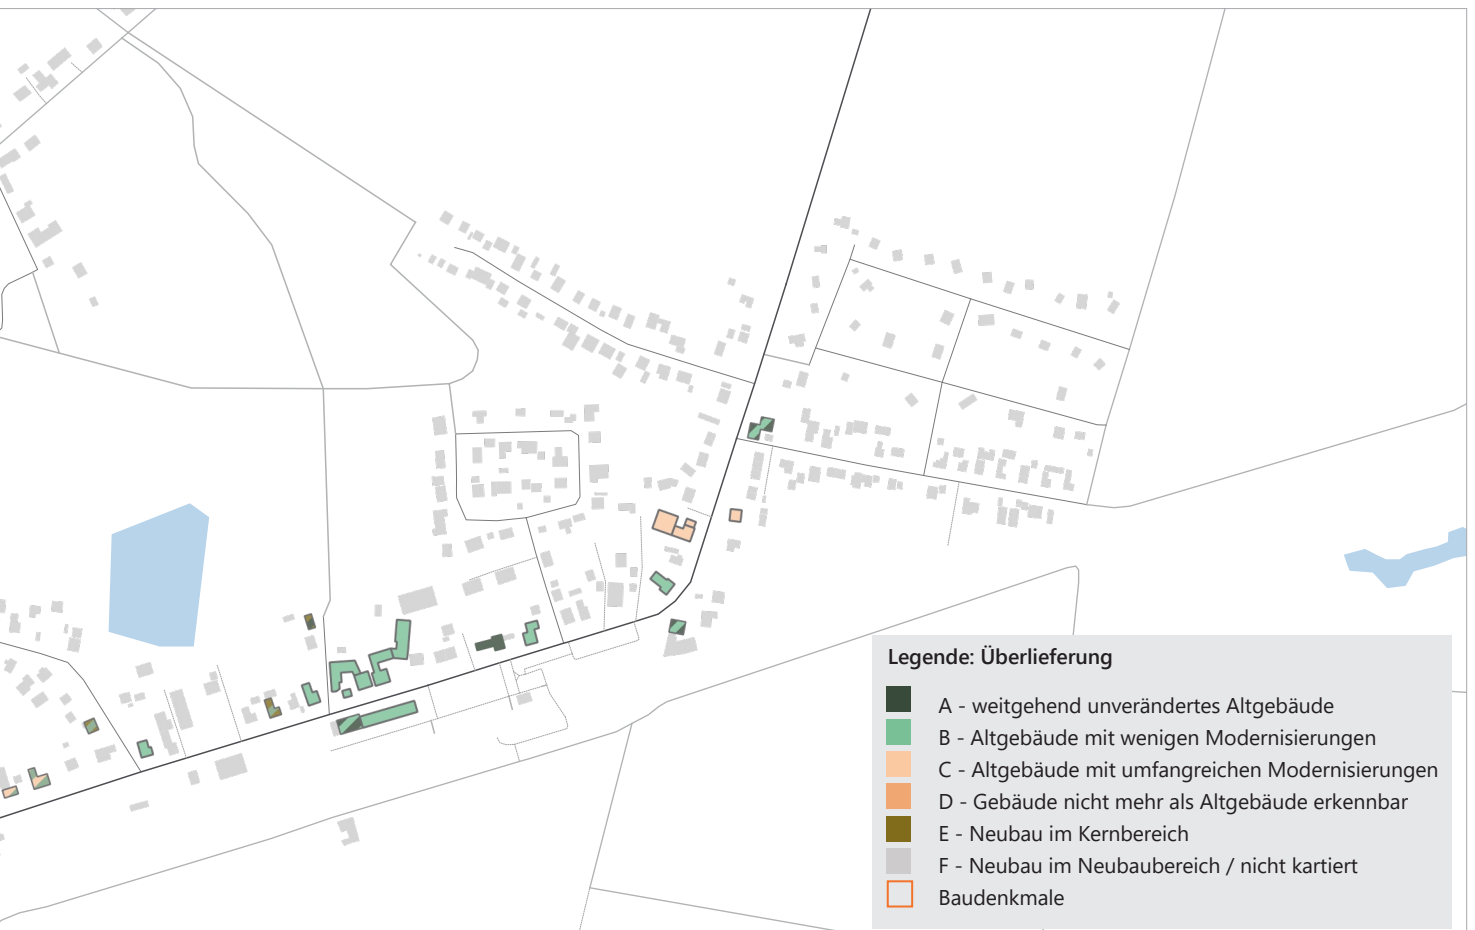 Legende: Überlieferung
A - weitgehend unverändertes Altgebäude
B - Altgebäude mit wenigen Modernisierungen
C - Altgebäude mit umfangreichen Modernisierungen
D - Gebäude nicht mehr als Altgebäude erkennbar
E - Neubau im Kernbereich
F - Neubau im Neubaubereich / nicht kartiert
Baudenkmale